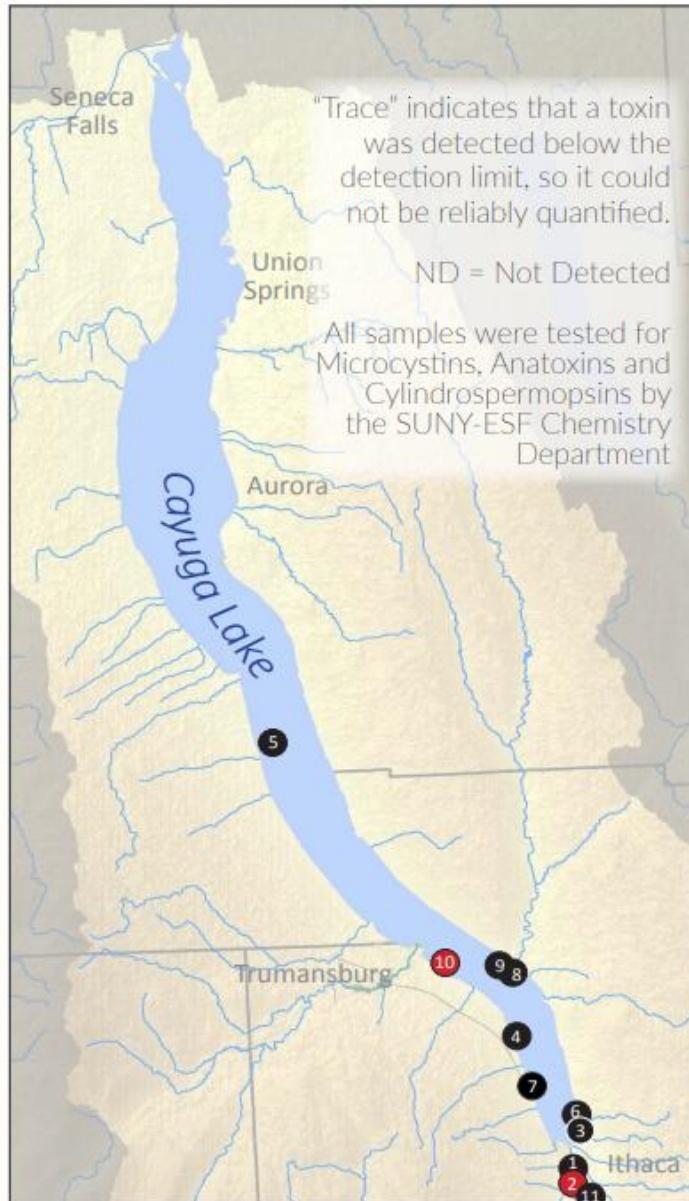 Seneca
Falls
“Trace” indicates that a toxin
was detected below the
detection limit, so it could
not be reliably quantified.
ND = Not Detected
All samples were tested for
Microcystins, Anatoxins and
Cylindrospermopsins by
the SUNY-ESF Chemistry
Department
Union
Springs
Aurora
Cayuga Lake
5
10
9
8
Trumansburg
4
7
6
3
1
Ithaca
2
11